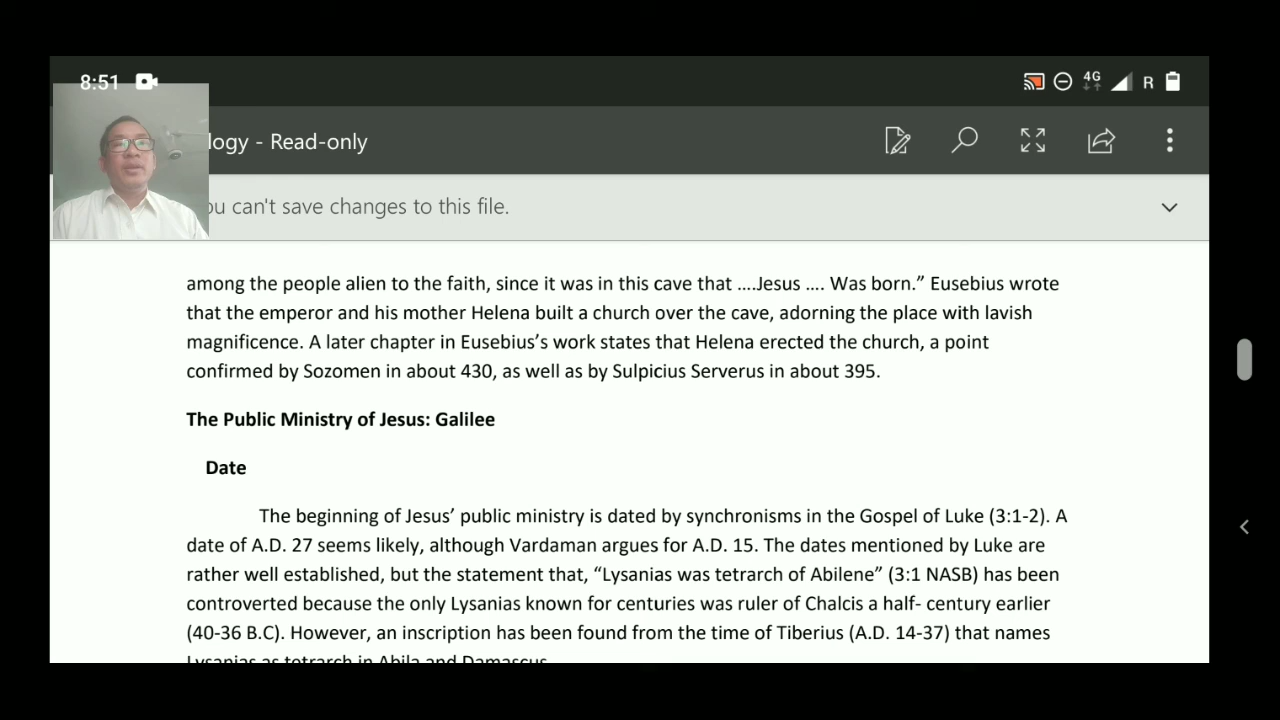 8:51
4G
R
logy - Read-only
ou can't save changes to this file.
among the people alien to the faith, since it was in this cave that ....Jesus .... Was born.” Eusebius wrote
that the emperor and his mother Helena built a church over the cave, adorning the place with lavish
magnificence. A later chapter in Eusebius’s work states that Helena erected the church, a point
confirmed by Sozomen in about 430, as well as by Sulpicius Serverus in about 395.
The Public Ministry of Jesus: Galilee
Date
The beginning of Jesus’ public ministry is dated by synchronisms in the Gospel of Luke (3:1-2). A
date of A.D. 27 seems likely, although Vardaman argues for A.D. 15. The dates mentioned by Luke are
rather well established, but the statement that, “Lysanias was tetrarch of Abilene” (3:1 NASB) has been
controverted because the only Lysanias known for centuries was ruler of Chalcis a half- century earlier
(40-36 B.C). However, an inscription has been found from the time of Tiberius (A.D. 14-37) that names
Lysanias as tetrarch in Abila and Damascus.